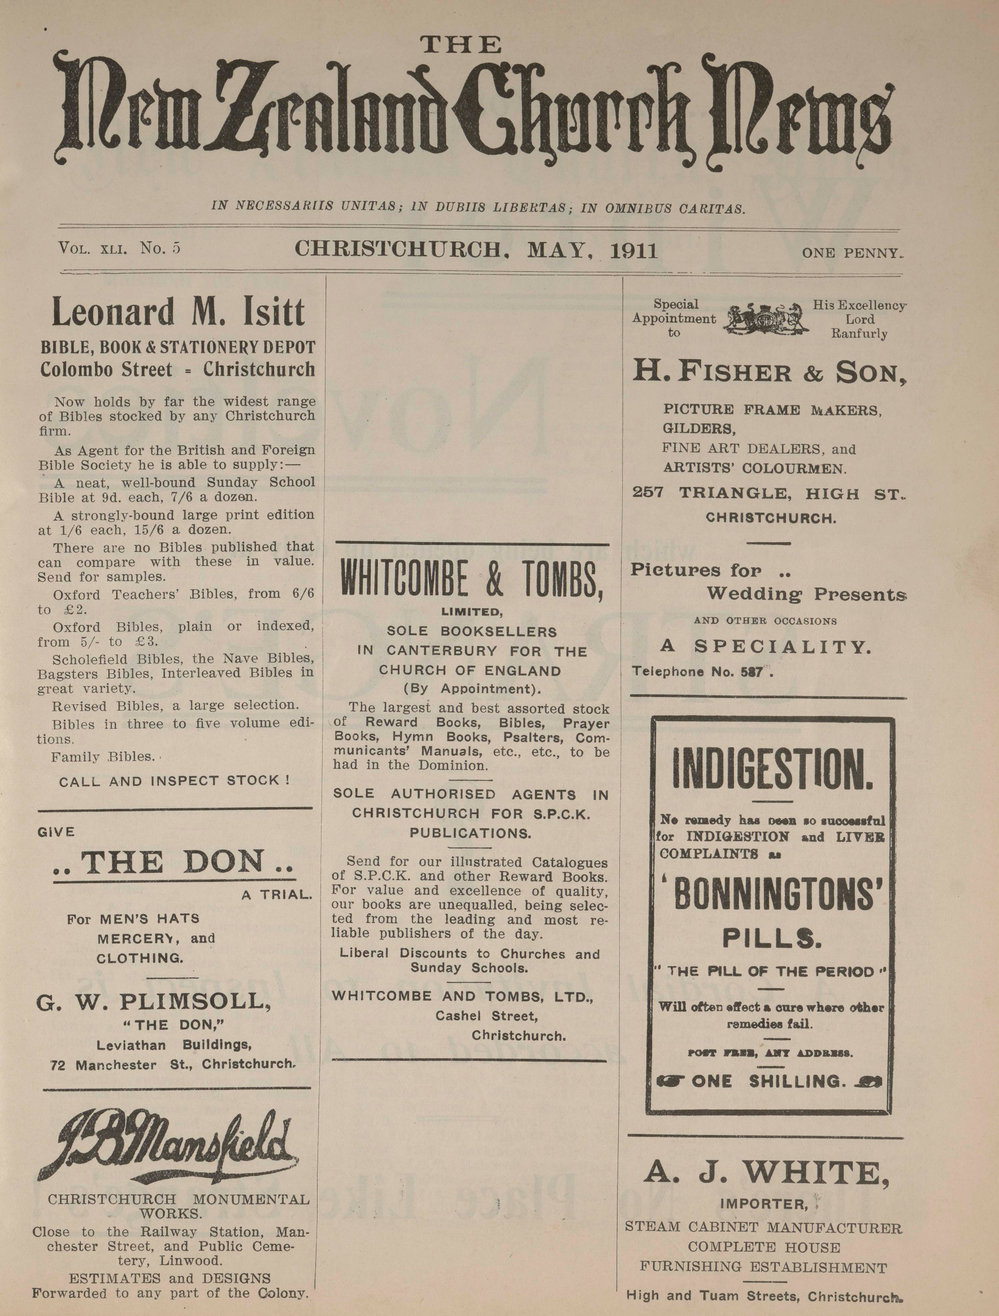 THE
New Zealand Church News
IN NECESSARIIS UNITAS; IN DUBIIS LIBERTAS; IN OMNIBUS CARITAS.
VOL. XLI. No. 5 CHRISTCHURCH, MAY, 1911 ONE PENNY.
Leonard M. Isitt
BIBLE, BOOK & STATIONERY DEPOT
Colombo Street - Christchurch
Now holds by far the widest range
of Bibles stocked by any Christchurch
firm.
As Agent for the British and Foreign
Bible Society he is able to supply:—
A neat, well-bound Sunday School
Bible at 9d. each, 7/6 a dozen.
A strongly-bound large print edition
at 1/6 each, 15/6 a dozen.
There are no Bibles published that
can compare with these in value.
Send for samples.
Oxford Teachers' Bibles, from 6/6
to £2.
Oxford Bibles, plain or indexed,
from 5/- to £3.
Scholefield Bibles, the Nave Bibles,
Bagsters Bibles, Interleaved Bibles in
great variety.
Revised Bibles, a large selection.
Bibles in three to five volume edi-
tions.
Family Bibles.
CALL AND INSPECT STOCK !
GIVE
.. THE DON ..
A TRIAL.
For MEN'S HATS
MERCERY, and
CLOTHING.
G. W. PLIMSOLL,
"THE DON,"
Leviathan Buildings,
72 Manchester St., Christchurch.
J B Mansfield
CHRISTCHURCH MONUMENTAL
WORKS.
Close to the Railway Station, Man-
chester Street, and Public Ceme-
tery, Linwood.
ESTIMATES and DESIGNS
Forwarded to any part of the Colony.
WHITCOMBE & TOMBS,
LIMITED,
SOLE BOOKSELLERS
IN CANTERBURY FOR THE
CHURCH OF ENGLAND
(By Appointment).
The largest and best assorted stock
of Reward Books, Bibles, Prayer
Books, Hymn Books, Psalters, Com-
municants' Manuals, etc., etc., to be
had in the Dominion.
SOLE AUTHORISED AGENTS IN
CHRISTCHURCH FOR S.P.C.K.
PUBLICATIONS.
Send for our illustrated Catalogues
of S.P.C.K. and other Reward Books.
For value and excellence of quality,
our books are unequalled, being selec-
ted from the leading and most re-
liable publishers of the day.
Liberal Discounts to Churches and
Sunday Schools.
WHITCOMBE AND TOMBS, LTD.,
Cashel Street,
Christchurch.
Special Appointment to His Excellency Lord Ranfurly
H. FISHER & SON,
PICTURE FRAME MAKERS,
GILDERS,
FINE ART DEALERS, and
ARTISTS' COLOURMEN.
257 TRIANGLE, HIGH ST.
CHRISTCHURCH.
Pictures for ..
Wedding Presents
AND OTHER OCCASIONS
A SPECIALITY.
Telephone No. 587.
INDIGESTION.
No remedy has been so successful
for INDIGESTION and LIVER
COMPLAINTS as
'BONNINGTONS'
PILLS.
"THE PILL OF THE PERIOD"
Will often effect a cure where other
remedies fail.
POST FREE, ANY ADDRESS.
ONE SHILLING.
A. J. WHITE,
IMPORTER,
STEAM CABINET MANUFACTURER
COMPLETE HOUSE
FURNISHING ESTABLISHMENT
High and Tuam Streets, Christchurch.